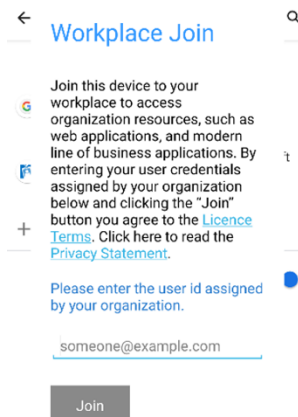 Workplace Join
Join this device to your
workplace to access
organization resources, such as
web applications, and modern
line of business applications. By
entering your user credentials
assigned by your organization
below and clicking the “Join”
button you agree to the Licence
Terms. Click here to read the
Privacy Statement.
Please enter the user id assigned
by your organization.
someone@example.com
Join